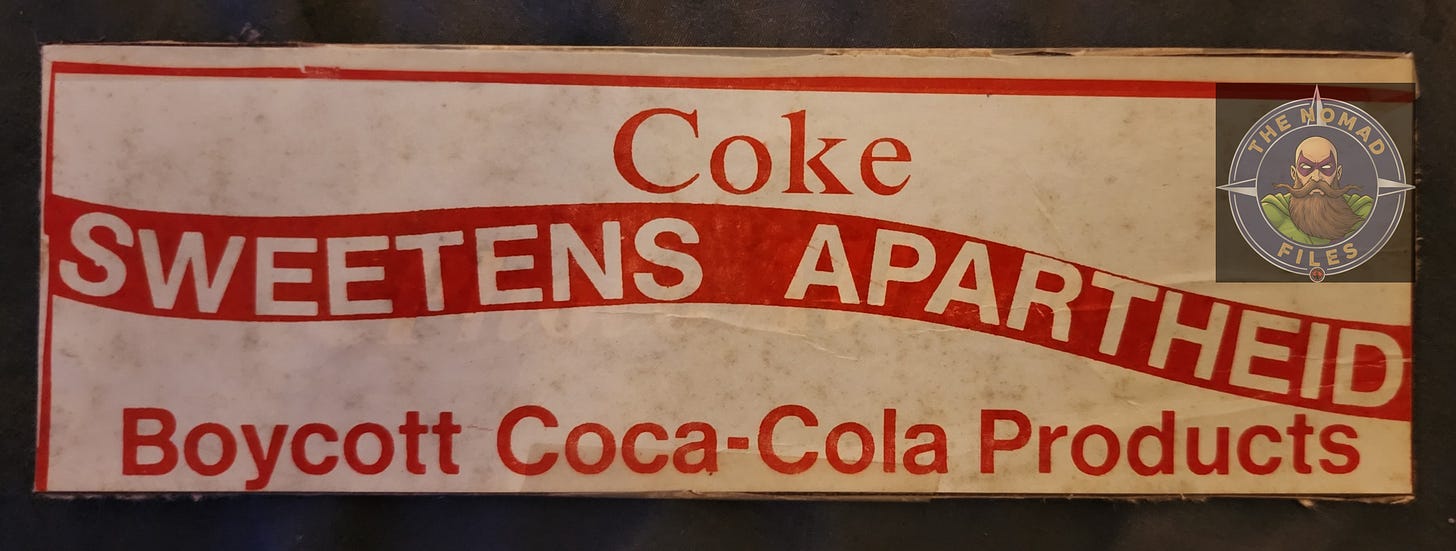 Coke
SWEETENS APARTHEID
Boycott Coca-Cola Products
THE NOMAD
FILES